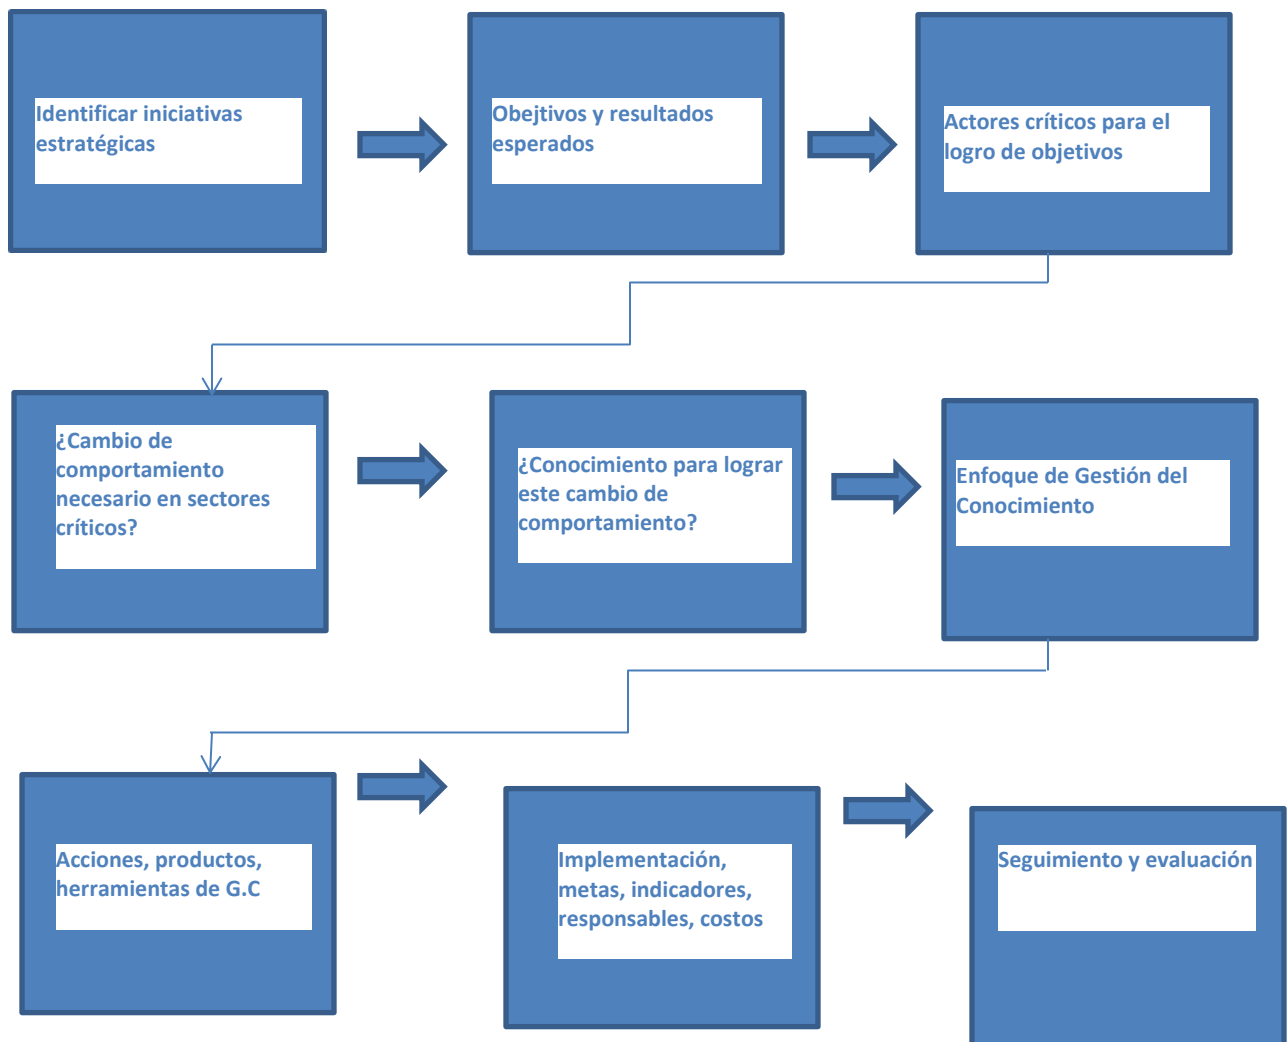 Identificar iniciativas
estratégicas
Obejtivos y resultados
esperados
Actores críticos para el
logro de objetivos
¿Cambio de
comportamiento
necesario en sectores
críticos?
¿Conocimiento para lograr
este cambio de
comportamiento?
Enfoque de Gestión del
Conocimiento
Acciones, productos,
herramientas de G.C
Implementación,
metas, indicadores,
responsables, costos
Seguimiento y evaluación